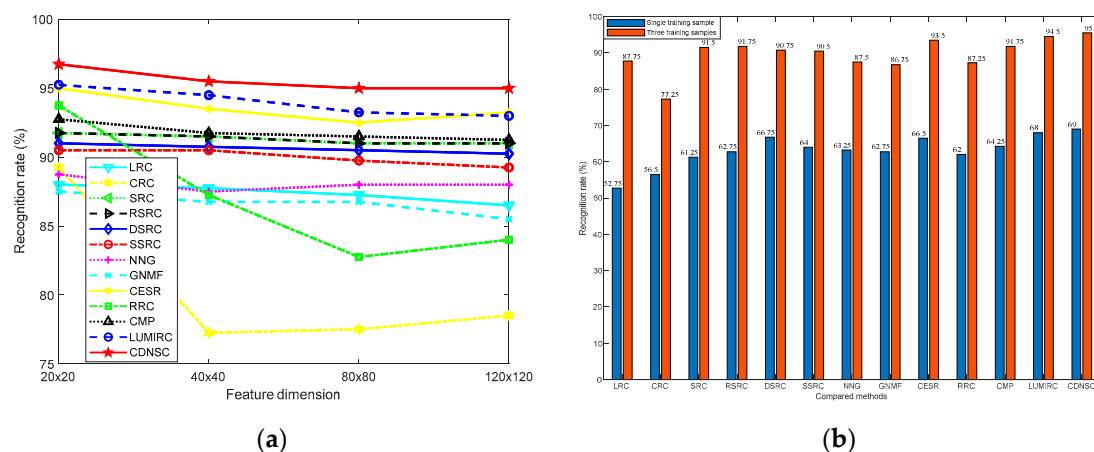 100
95
90
85
80
75
Recognition rate (%)
LRC
CRC
SRC
RSRC
DSRC
SSRC
NNG
GNMF
CESR
RRC
CMP
LUMIRC
CDNSC
20x20 40x40 80x80 120x120
Feature dimension
(a)
Single training sample
Three training samples
100
90
80
70
60
50
40
30
20
10
0
Recognition rate (%)
52.75 87.75
56.5 77.25
61.25 91.5
62.75 91.75
66.75 90.75
64 90.5
63.25 87.5
62.75 86.75
66.5 93.5
62 87.25
64.25 91.75
68 94.5
69 95
LRC CRC SRC RSRC DSRC SSRC NNG GNMF CESR RRC CMP LUMIRC CDNSC
Compared methods
(b)